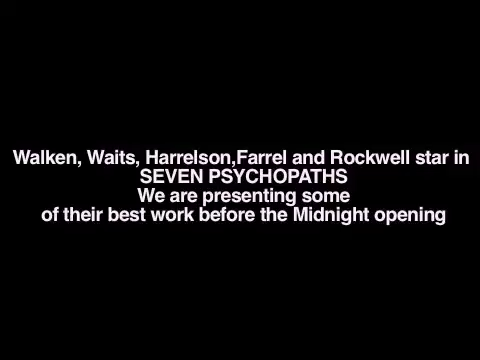 Walken, Waits, Harrelson,Farrel and Rockwell star in
SEVEN PSYCHOPATHS
We are presenting some
of their best work before the Midnight opening